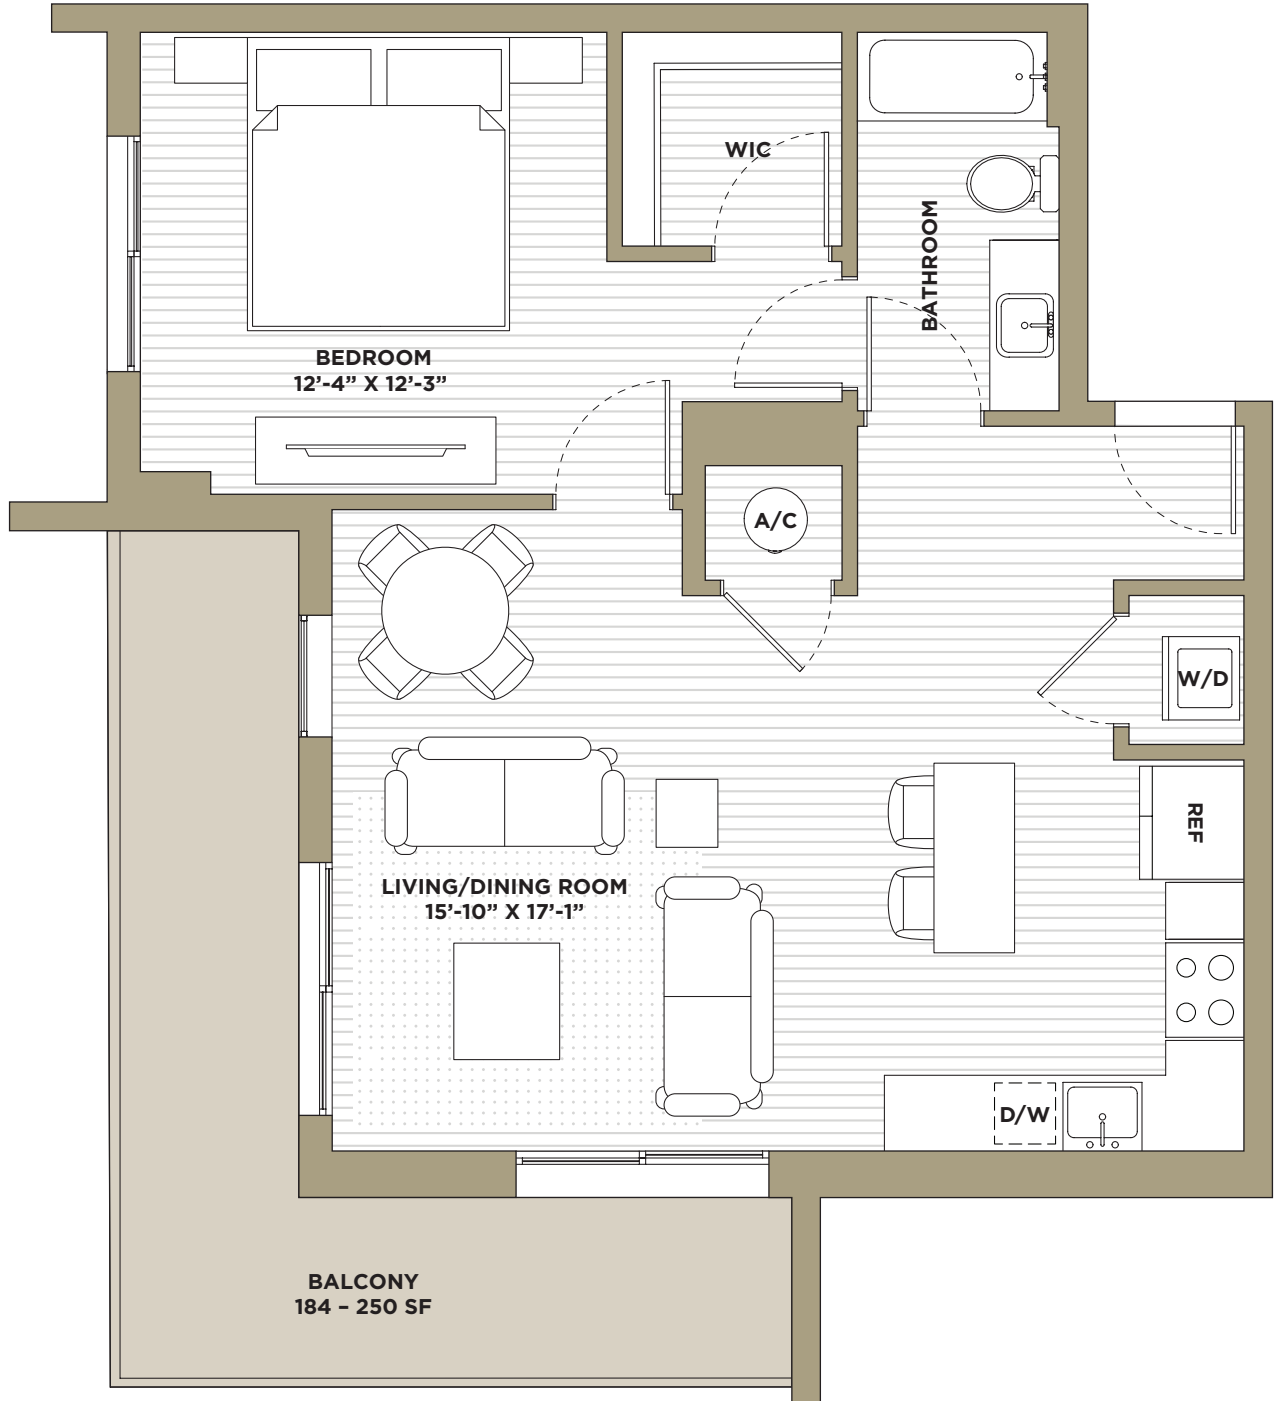 WIC
BATHROOM
BEDROOM
12’-4” X 12’-3”
A/C
W/D
REF
LIVING/DINING ROOM
15’-10” X 17’-1”
D/W
BALCONY
184 – 250 SF